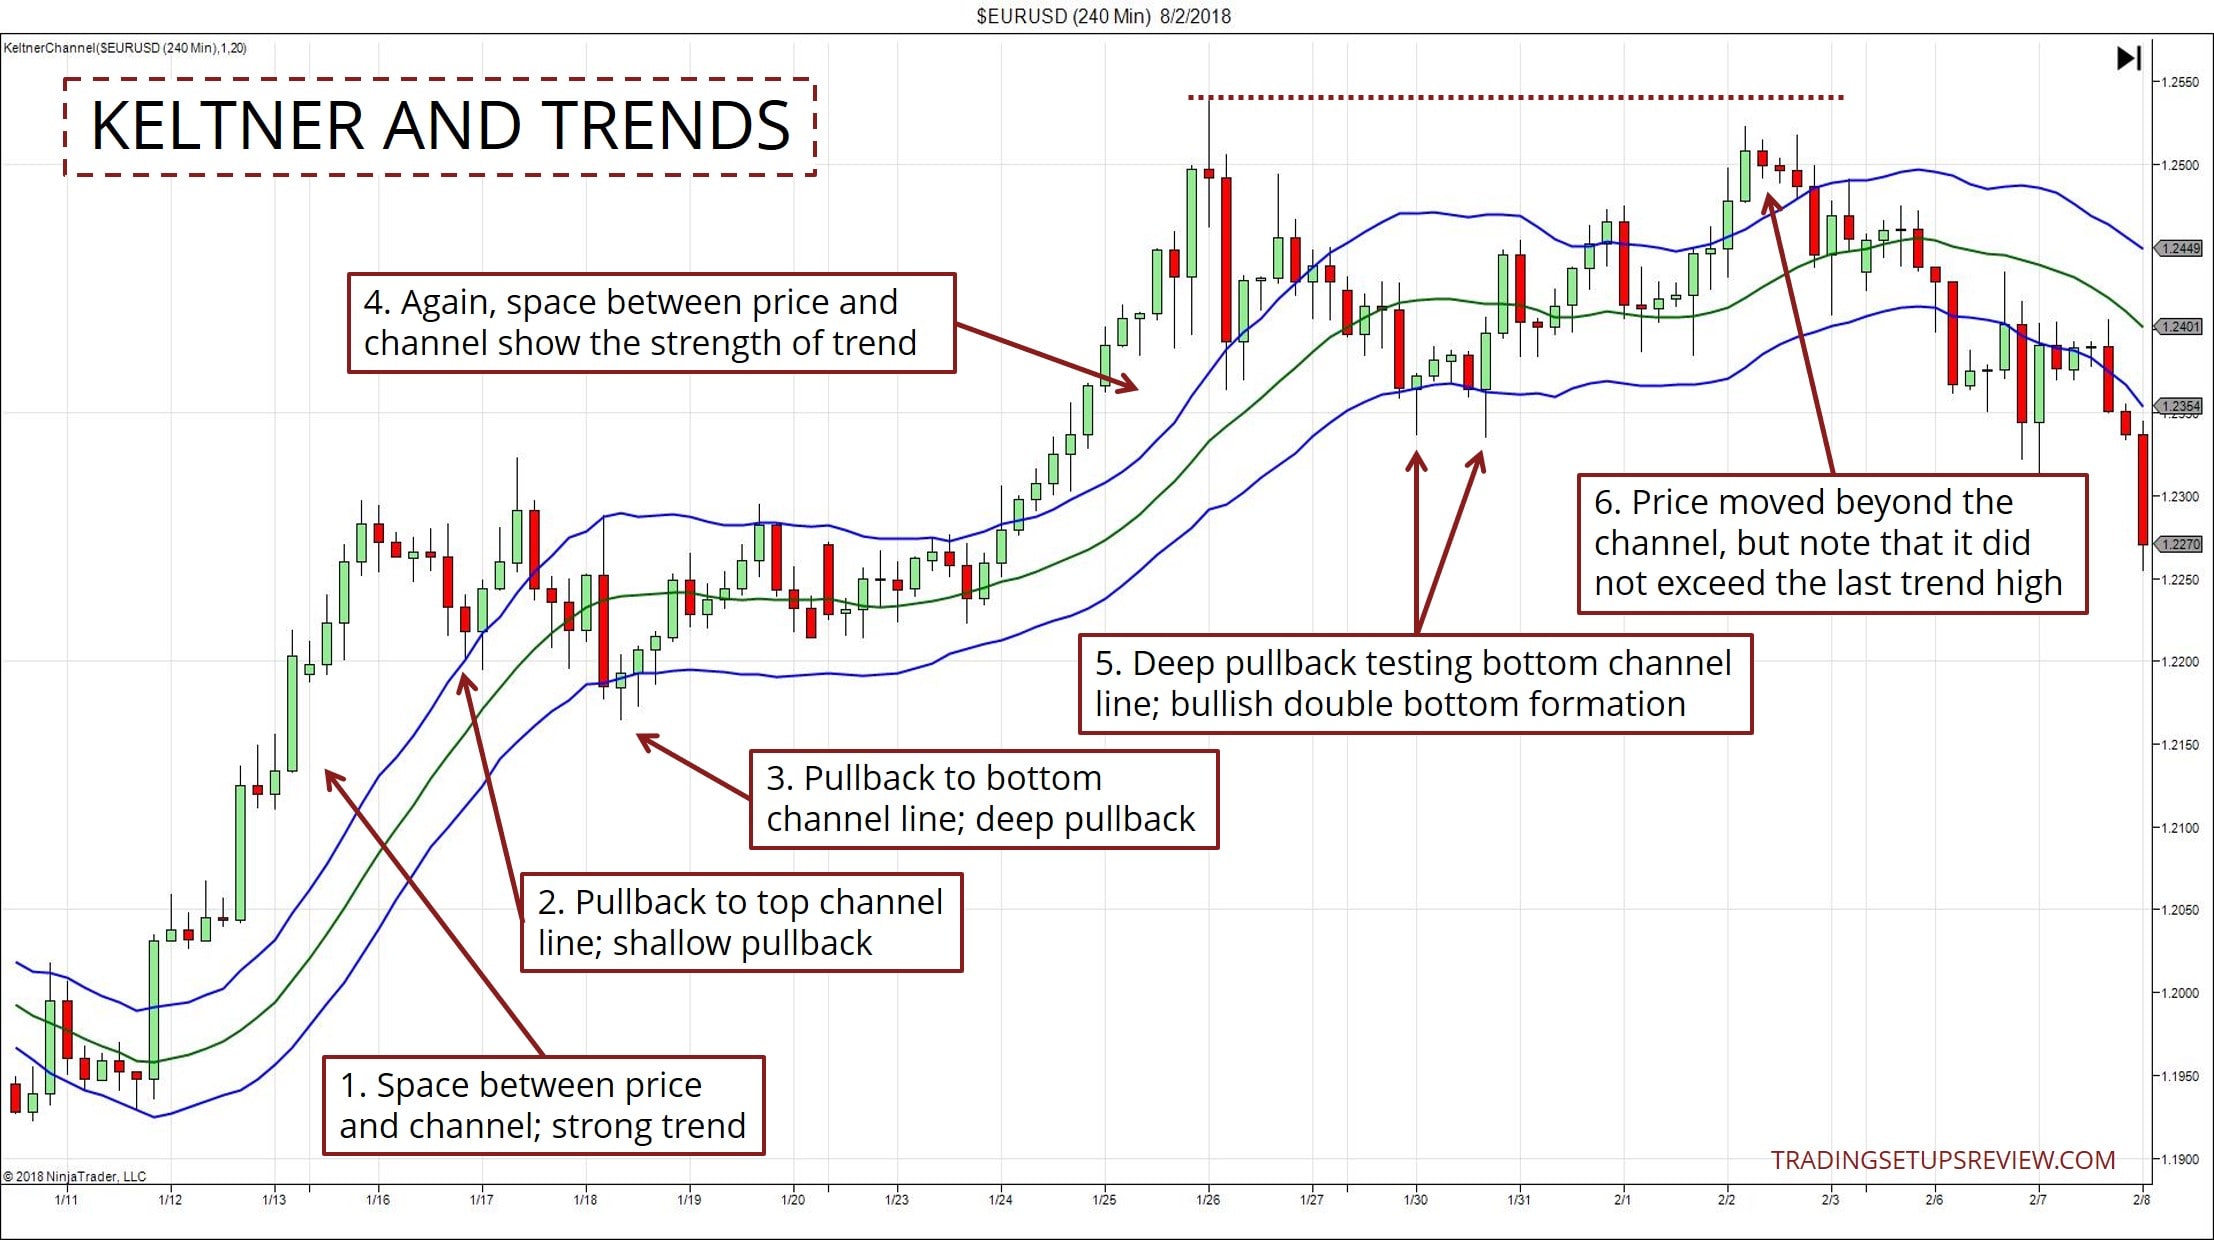 $EURUSD (240 Min) 8/2/2018
KeltnerChannel($EURUSD (240 Min),1,20)
KELTNER AND TRENDS
4. Again, space between price and
channel show the strength of trend
6. Price moved beyond the
channel, but note that it did
not exceed the last trend high
5. Deep pullback testing bottom channel
line; bullish double bottom formation
3. Pullback to bottom
channel line; deep pullback
2. Pullback to top channel
line; shallow pullback
1. Space between price
and channel; strong trend
1.2550
1.2500
1.2449
1.2401
1.2354
1.2300
1.2270
1.2250
1.2200
1.2150
1.2100
1.2050
1.2000
1.1950
1.1900
TRADINGSETUPSREVIEW.COM
© 2018 NinjaTrader, LLC
1/11 1/12 1/13 1/16 1/17 1/18 1/19 1/20 1/23 1/24 1/25 1/26 1/27 1/30 1/31 2/1 2/2 2/3 2/6 2/7 2/8